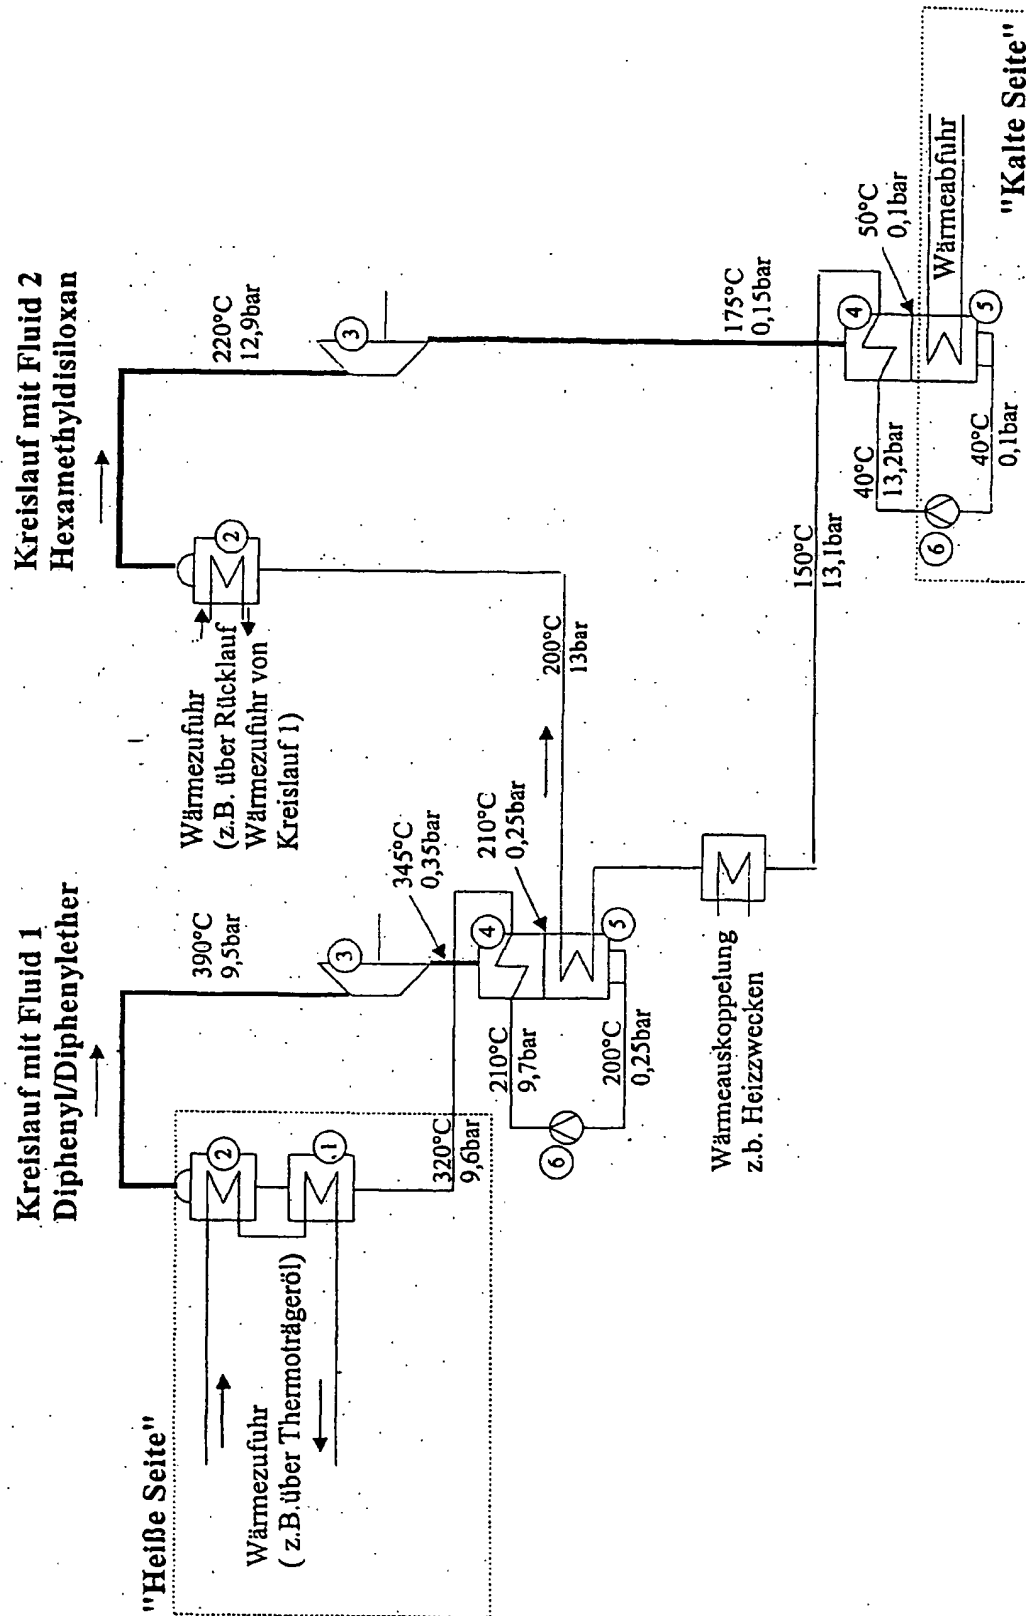 "Heiße Seite"
Kreislauf mit Fluid 1
Diphenyl/Diphenylether
Kreislauf mit Fluid 2
Hexamethyldisiloxan
Wärmezufuhr
( z.B.über Thermoträgeröl)
2
1
390°C
9,5bar
3
345°C
0,35bar
320°C
9,6bar
4
210°C
9,7bar
210°C
0,25bar
5
200°C
0,25bar
6
Wärmezufuhr
(z.B. über Rücklauf
Wärmezufuhr von
Kreislauf 1)
2
220°C
12,9bar
3
200°C
13bar
Wärmeauskoppelung
z.b. Heizzwecken
175°C
0,15bar
150°C
13,1bar
4
40°C
13,2bar
50°C
0,1bar
5
Wärmeabfuhr
40°C
0,1bar
6
"Kalte Seite"